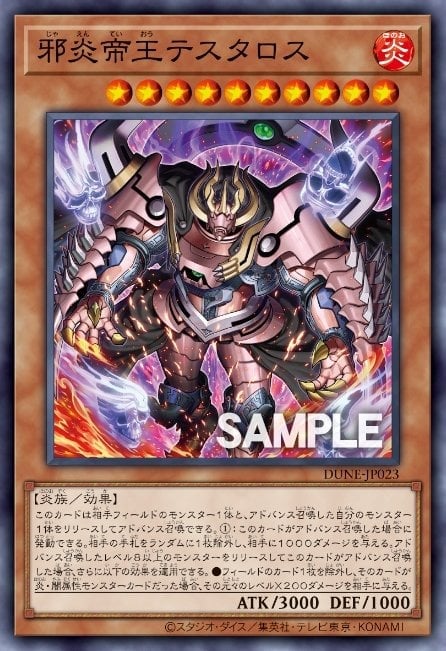 邪炎帝王テスタロス
炎
SAMPLE
DUNE-JP023
【炎族／効果】
このカードは相手フィールドのモンスター1体と、アドバンス召喚した自分のモンスター
1体をリリースしてアドバンス召喚できる。①：このカードがアドバンス召喚した場合に
発動できる。相手の手札をランダムに1枚除外し、相手に1000ダメージを与える。アド
バンス召喚したレベル8以上のモンスターをリリースしてこのカードがアドバンス召喚
した場合、さらに以下の効果を適用できる。●フィールドのカード1枚を除外し、そのカードが
炎・闇属性モンスターカードだった場合、その元々のレベル×200ダメージを相手に与える。
ATK/3000 DEF/1000
©スタジオ・ダイス／集英社・テレビ東京・KONAMI